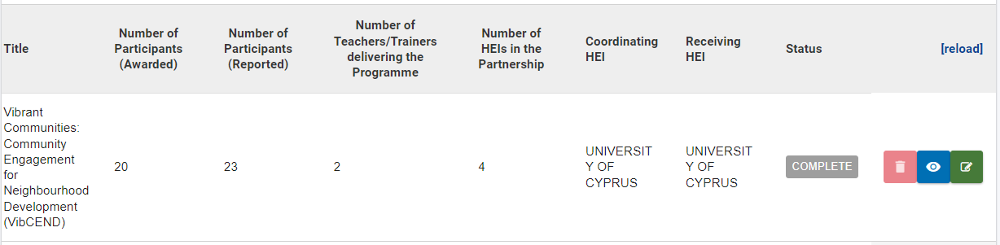 Title
Number of
Participants
(Awarded)
Number of
Participants
(Reported)
Number of
Teachers/Trainers
delivering the
Programme
Number of
HEIs in the
Partnership
Coordinating
HEI
Receiving
HEI
Status
[reload]
Vibrant
Communities:
Community
Engagement
for
Neighbourhood
Development
(VibCEND)
20
23
2
4
UNIVERSIT
Y OF
CYPRUS
UNIVERSIT
Y OF
CYPRUS
COMPLETE